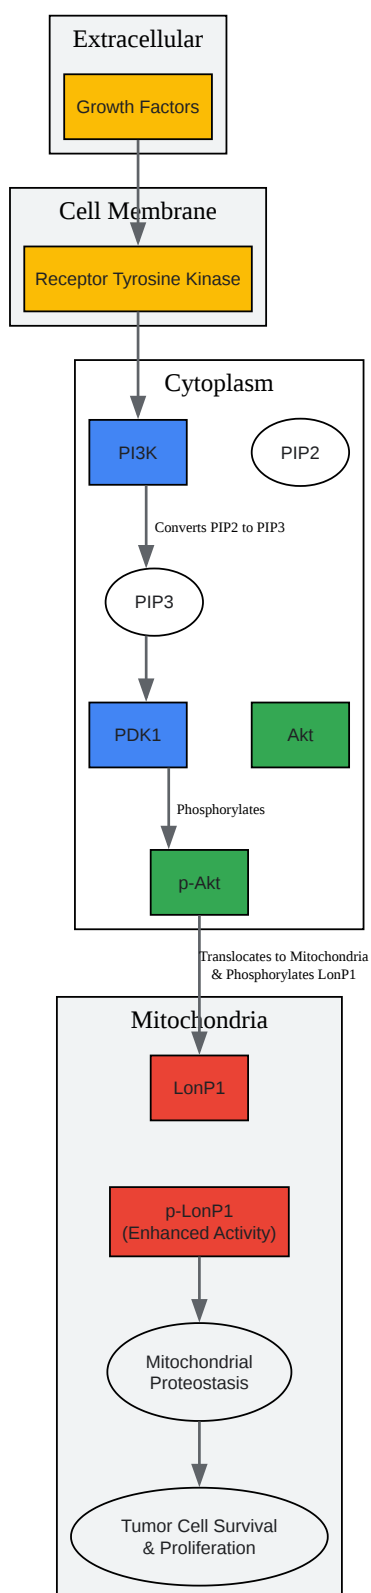 Extracellular
Growth Factors
Cell Membrane
Receptor Tyrosine Kinase
Cytoplasm
PI3K
PIP2
Converts PIP2 to PIP3
PIP3
PDK1
Akt
Phosphorylates
p-Akt
Translocates to Mitochondria
& Phosphorylates LonP1
Mitochondria
LonP1
p-LonP1
(Enhanced Activity)
Mitochondrial
Proteostasis
Tumor Cell Survival
& Proliferation